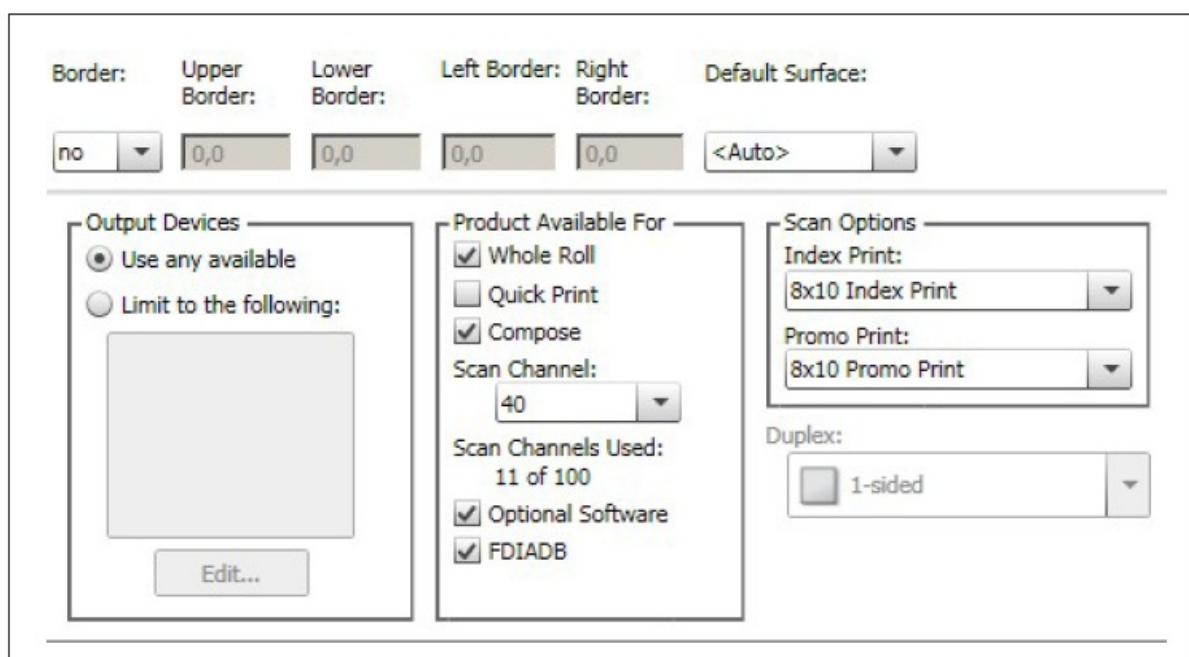 Border:
Upper Border:
Lower Border:
Left Border:
Right Border:
Default Surface:
no
0,0
0,0
0,0
0,0
<Auto>
Output Devices
Use any available
Limit to the following:
Edit...
Product Available For
Whole Roll
Quick Print
Compose
Scan Channel:
40
Scan Channels Used:
11 of 100
Optional Software
FDIADB
Scan Options
Index Print:
8x10 Index Print
Promo Print:
8x10 Promo Print
Duplex:
1-sided